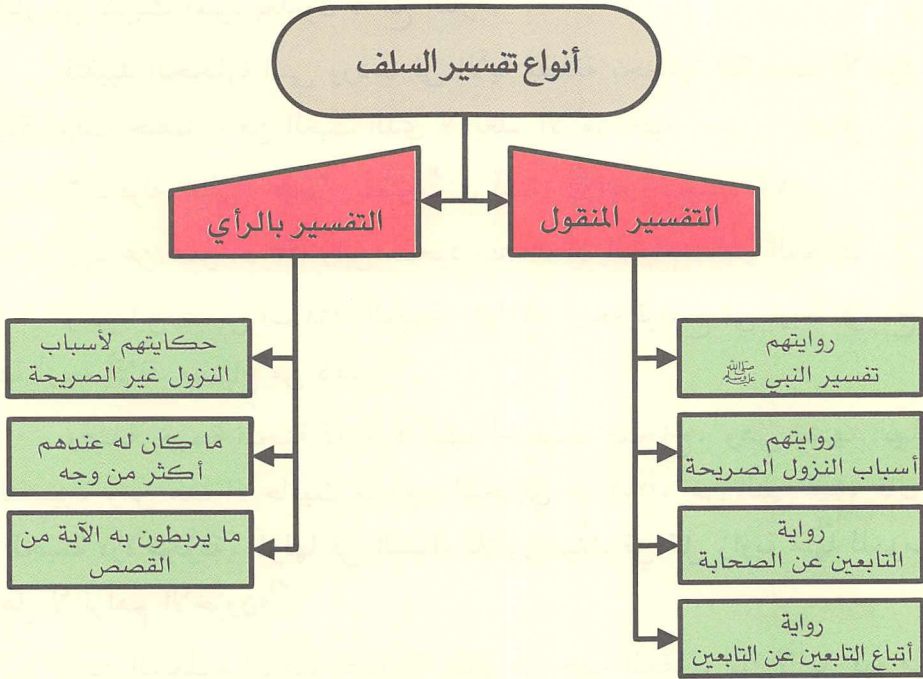 أنواع تفسير السلف
التفسير المنقول
التفسير بالرأي
روايتهم
تفسير النبي ﷺ
روايتهم
أسباب النزول الصريحة
رواية
التابعين عن الصحابة
رواية
أتباع التابعين عن التابعين
حكايتهم لأسباب
النزول غير الصريحة
ما كان له عندهم
أكثر من وجه
ما يربطون به الآية من
القصص